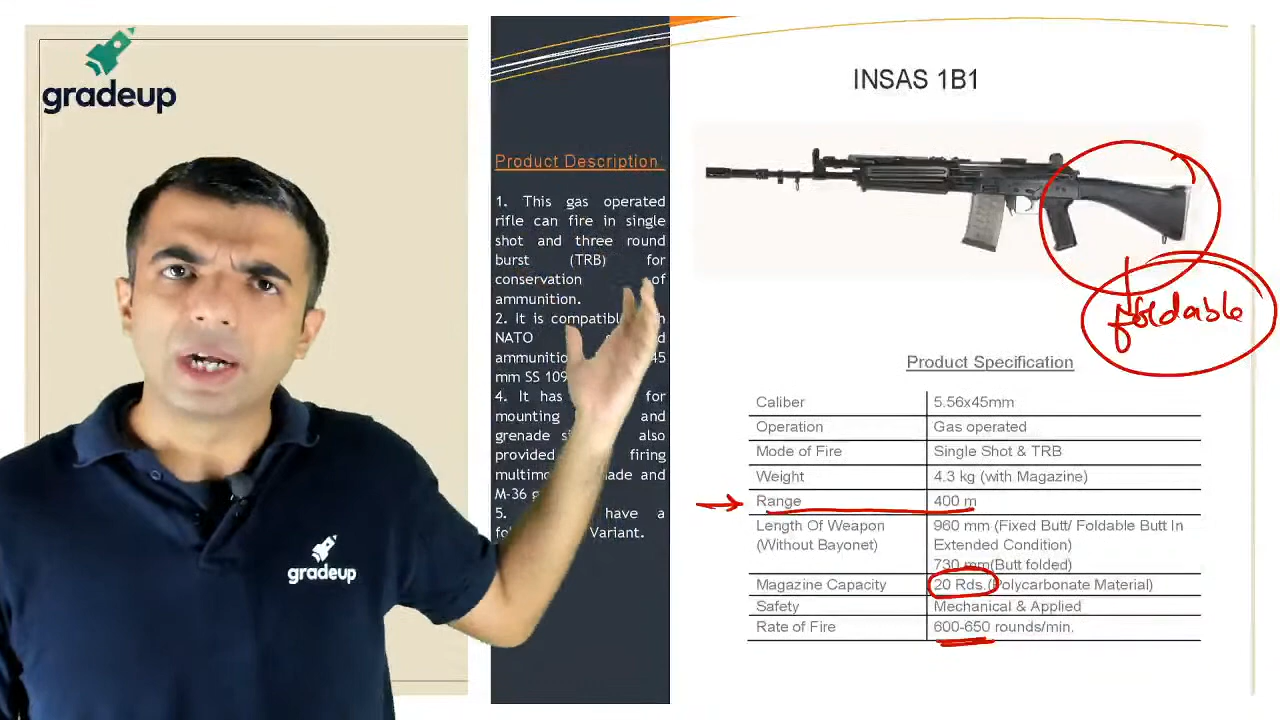 gradeup
INSAS 1B1
Product Description
1. This gas operated
rifle can fire in single
shot and three round
burst (TRB) for
conservation of
ammunition.
2. It is compatib
NATO
ammunitio 45
mm SS 109
4. It has for
mounting and
grenade s also
provided firing
multim ade and
M-36 g
5. have a
fo Variant.
foldable
Product Specification
Caliber 5.56x45mm
Operation Gas operated
Mode of Fire Single Shot & TRB
Weight 4.3 kg (with Magazine)
Range 400 m
Length Of Weapon 960 mm (Fixed Butt/ Foldable Butt In
(Without Bayonet) Extended Condition)
730 mm(Butt folded)
Magazine Capacity 20 Rds.(Polycarbonate Material)
Safety Mechanical & Applied
Rate of Fire 600-650 rounds/min.
gradeup